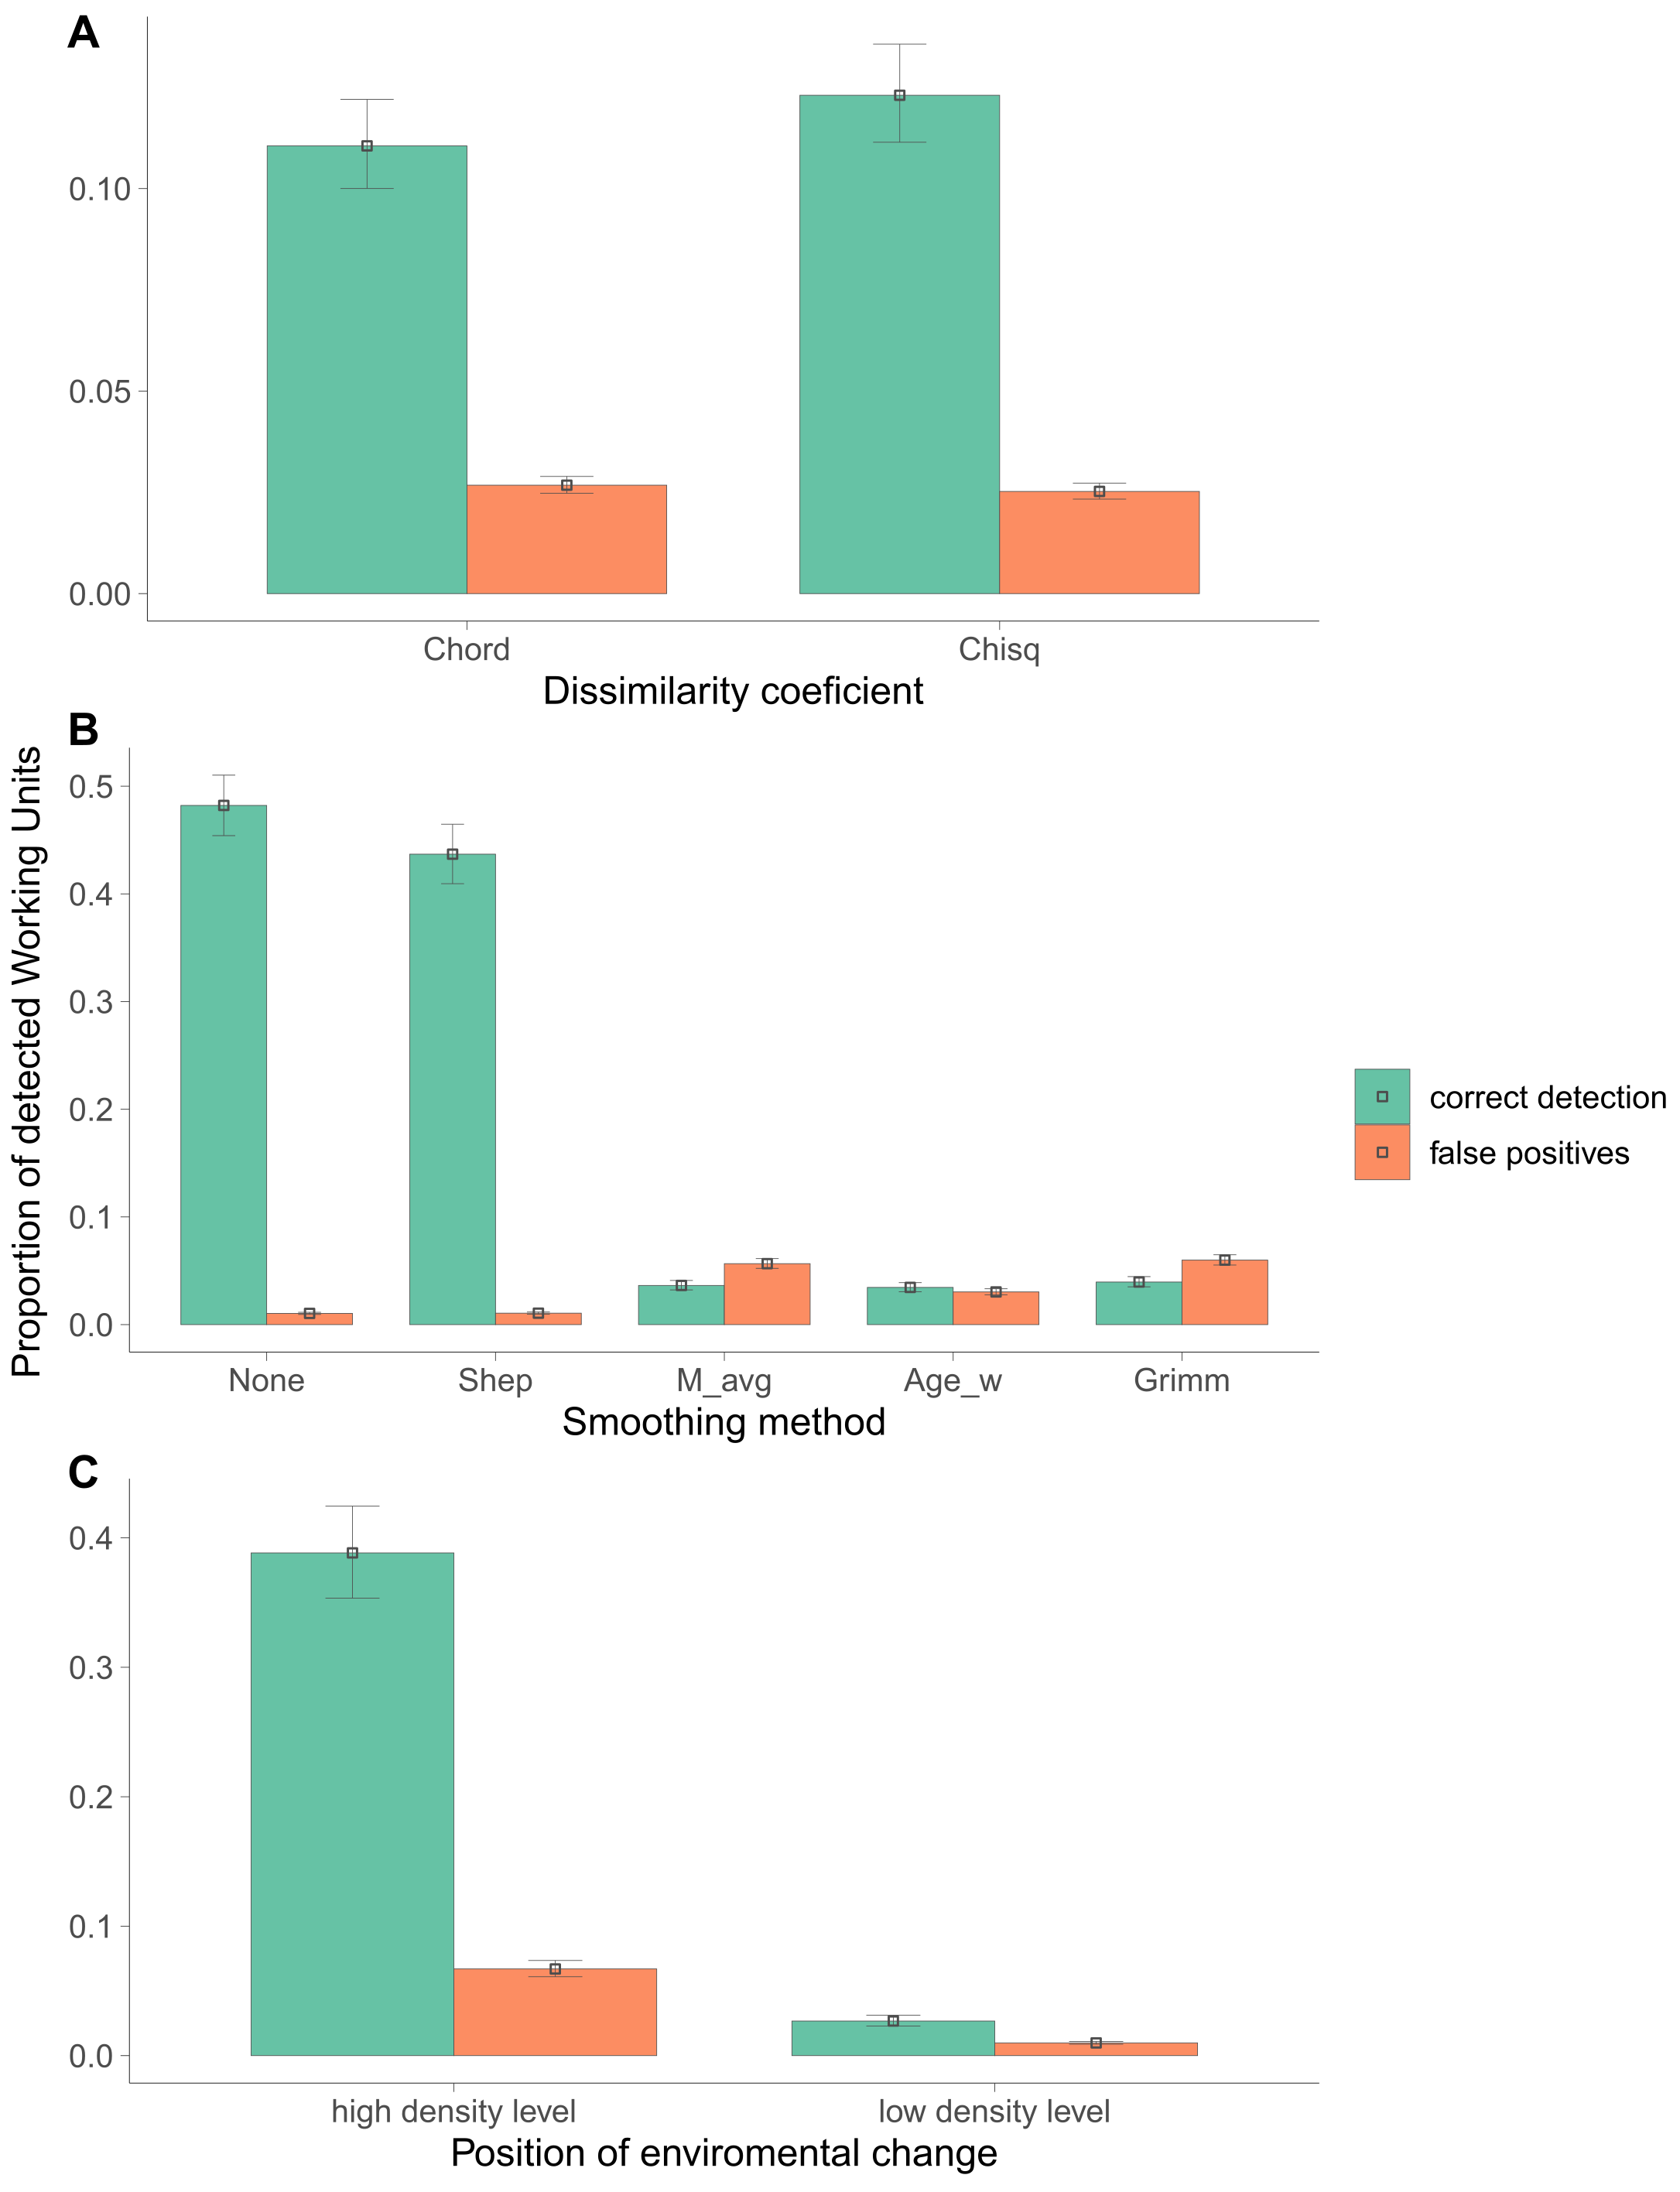 A
0.10
0.05
0.00
Chord Chisq
Dissimilarity coeficient
Proportion of detected Working Units
B
0.5
0.4
0.3
0.2
0.1
0.0
None Shep M_avg Age_w Grimm
Smoothing method
correct detection
false positives
C
0.4
0.3
0.2
0.1
0.0
high density level low density level
Position of enviromental change